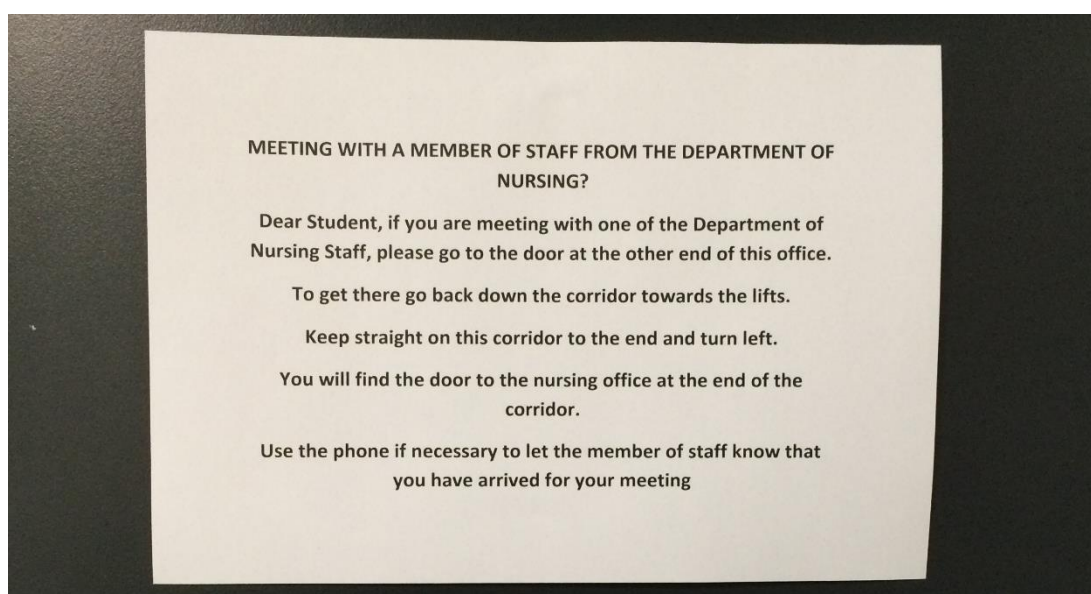 MEETING WITH A MEMBER OF STAFF FROM THE DEPARTMENT OF
NURSING?
Dear Student, if you are meeting with one of the Department of
Nursing Staff, please go to the door at the other end of this office.
To get there go back down the corridor towards the lifts.
Keep straight on this corridor to the end and turn left.
You will find the door to the nursing office at the end of the
corridor.
Use the phone if necessary to let the member of staff know that
you have arrived for your meeting